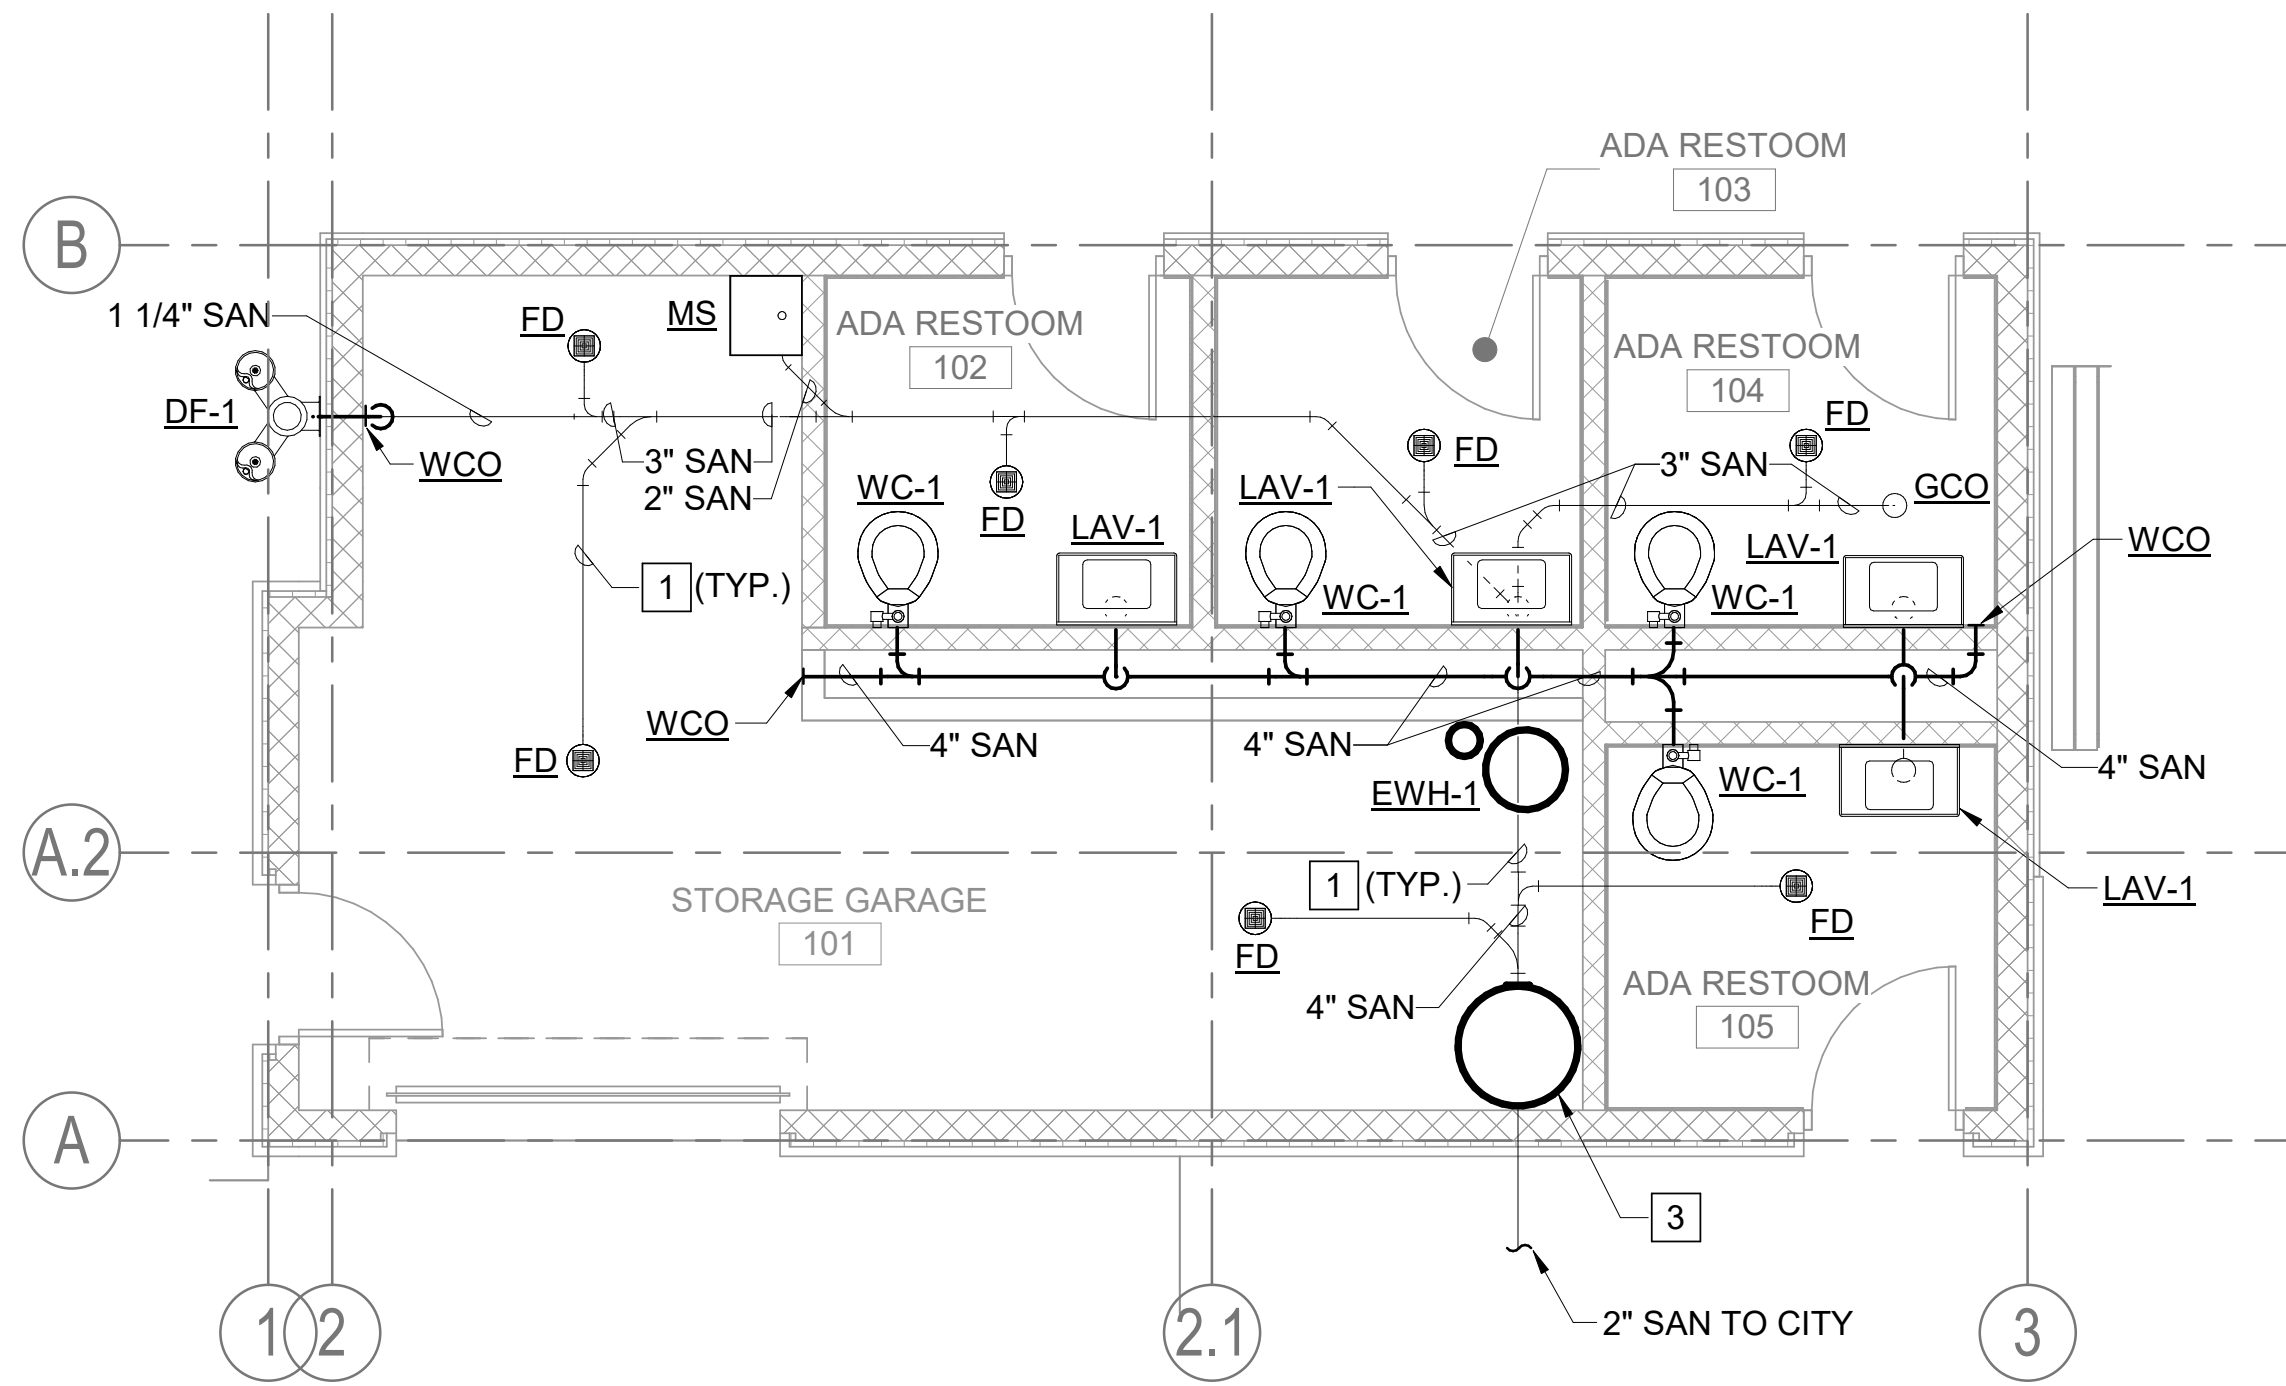 ADA RESTOOM
103
B
1 1/4" SAN
FD
MS
ADA RESTOOM
102
ADA RESTOOM
104
DF-1
WCO
3" SAN
2" SAN
WC-1
FD
LAV-1
LAV-1
FD
3" SAN
FD
GCO
WC-1
LAV-1
WC-1
WCO
1 (TYP.)
WCO
4" SAN
4" SAN
EWH-1
WC-1
4" SAN
FD
A.2
1 (TYP.)
LAV-1
STORAGE GARAGE
101
FD
4" SAN
FD
ADA RESTOOM
105
A
3
2" SAN TO CITY
1
2
2.1
3